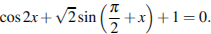 cos 2x + √2 sin (π/2 + x) + 1 = 0.